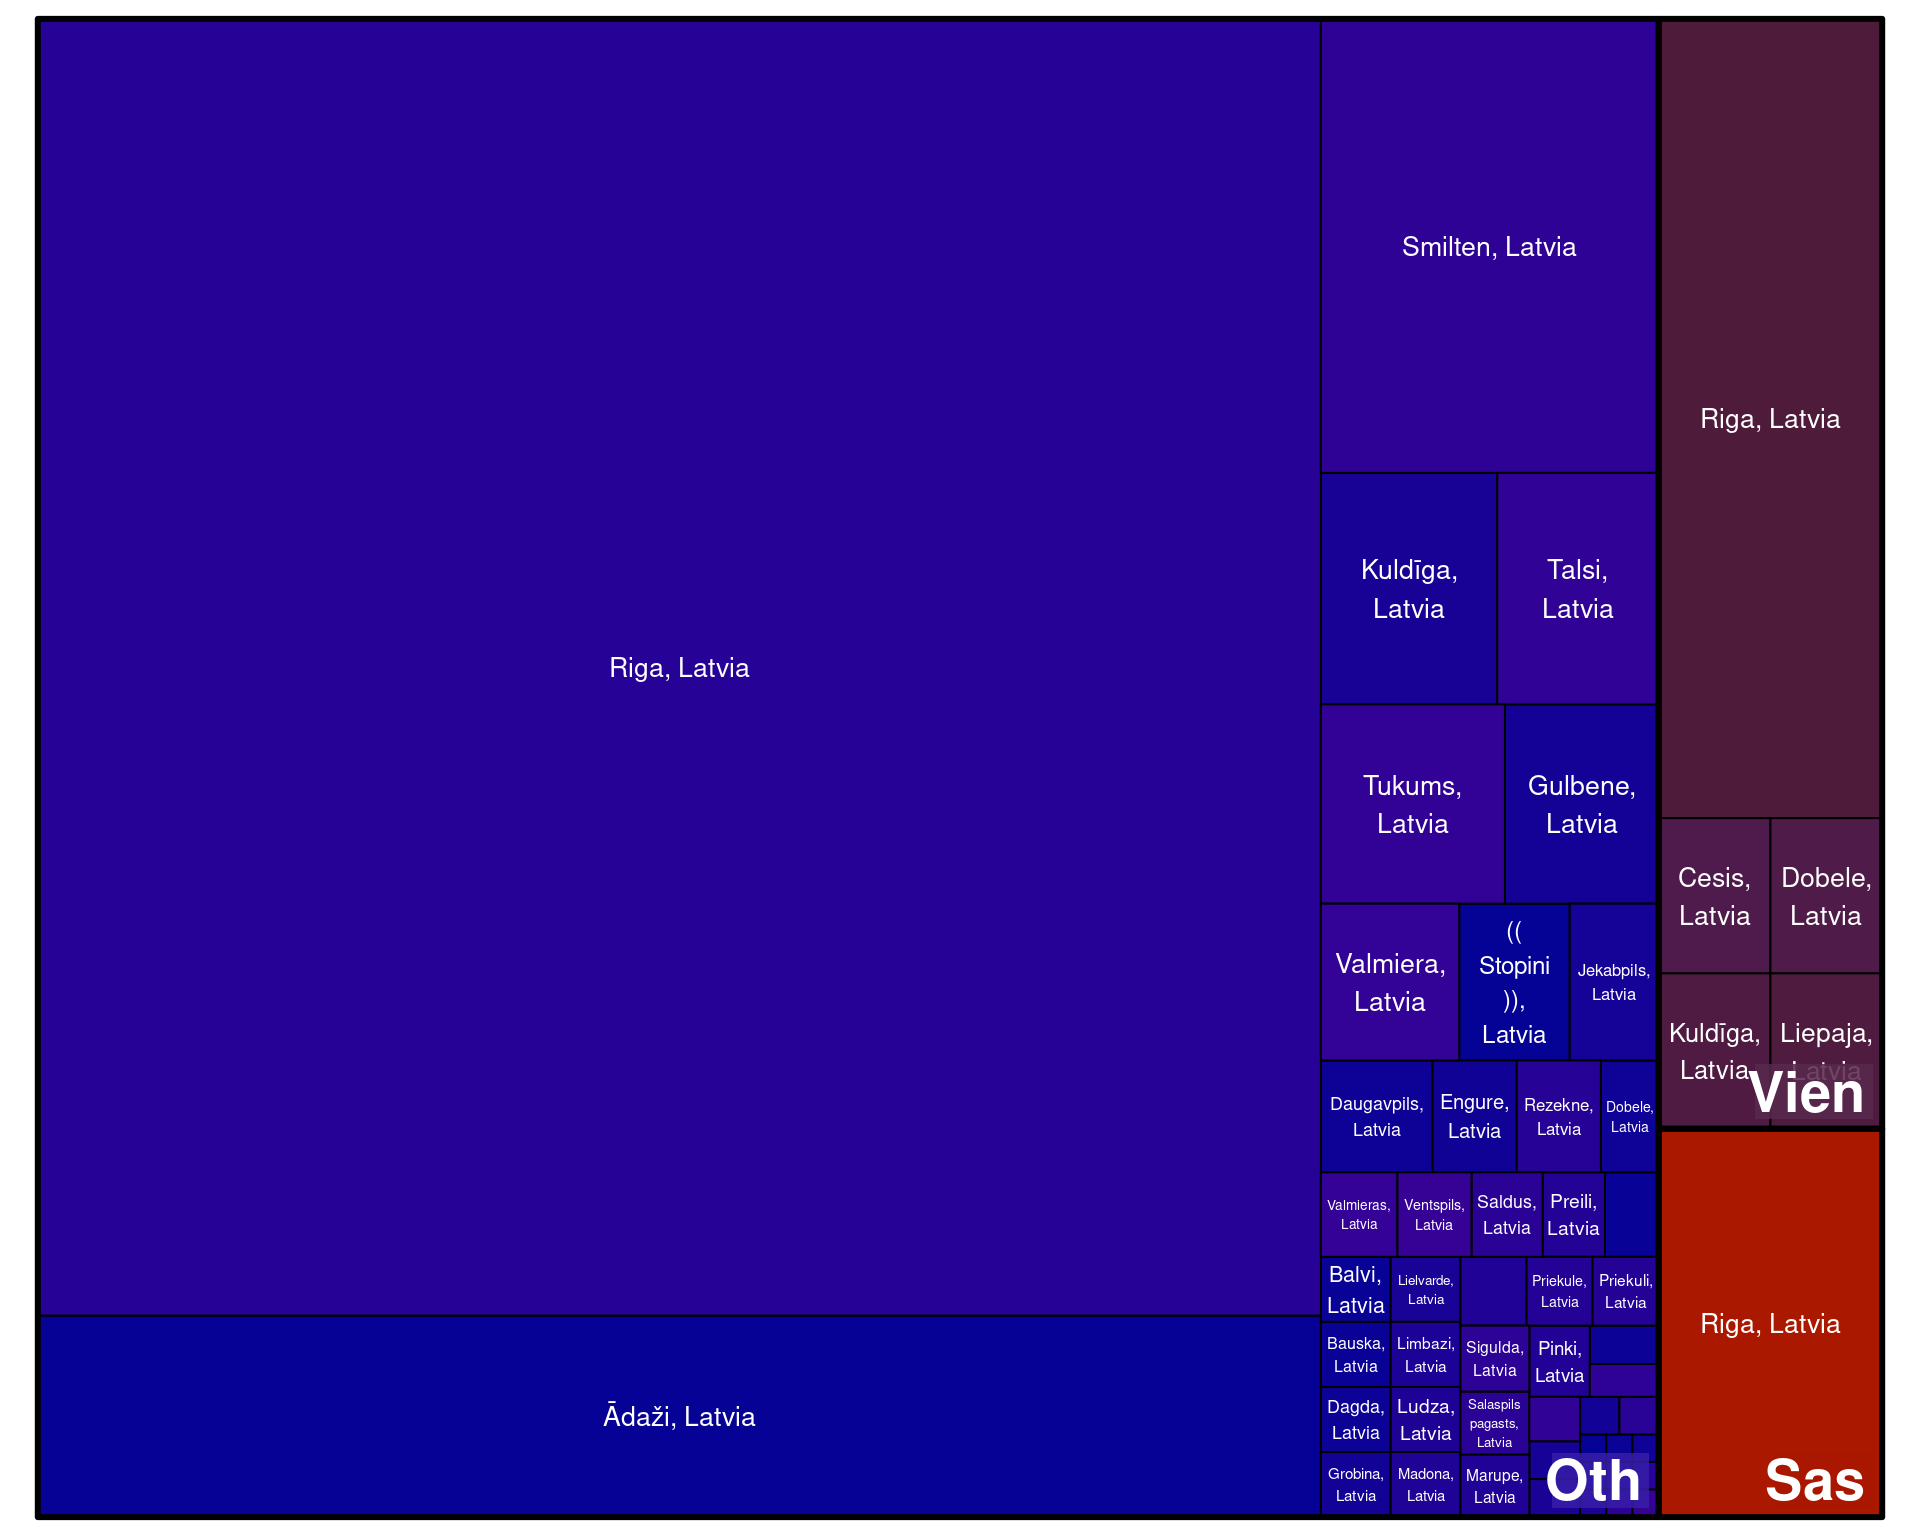 Riga, Latvia
Ādaži, Latvia
Smilten, Latvia
Kuldīga,
Latvia
Talsi,
Latvia
Tukums,
Latvia
Gulbene,
Latvia
Valmiera,
Latvia
((
Stopini
)),
Latvia
Jekabpils,
Latvia
Daugavpils,
Latvia
Engure,
Latvia
Rezekne,
Latvia
Dobele,
Latvia
Valmieras,
Latvia
Ventspils,
Latvia
Saldus,
Latvia
Preili,
Latvia
Balvi,
Latvia
Lielvarde,
Latvia
Priekule,
Latvia
Priekuli,
Latvia
Bauska,
Latvia
Limbazi,
Latvia
Sigulda,
Latvia
Pinki,
Latvia
Dagda,
Latvia
Ludza,
Latvia
Salaspils
pagasts,
Latvia
Grobina,
Latvia
Madona,
Latvia
Marupe,
Latvia
Oth
Riga, Latvia
Cesis,
Latvia
Dobele,
Latvia
Kuldīga,
Latvia
Liepaja,
Latvia
Vien
Riga, Latvia
Sas